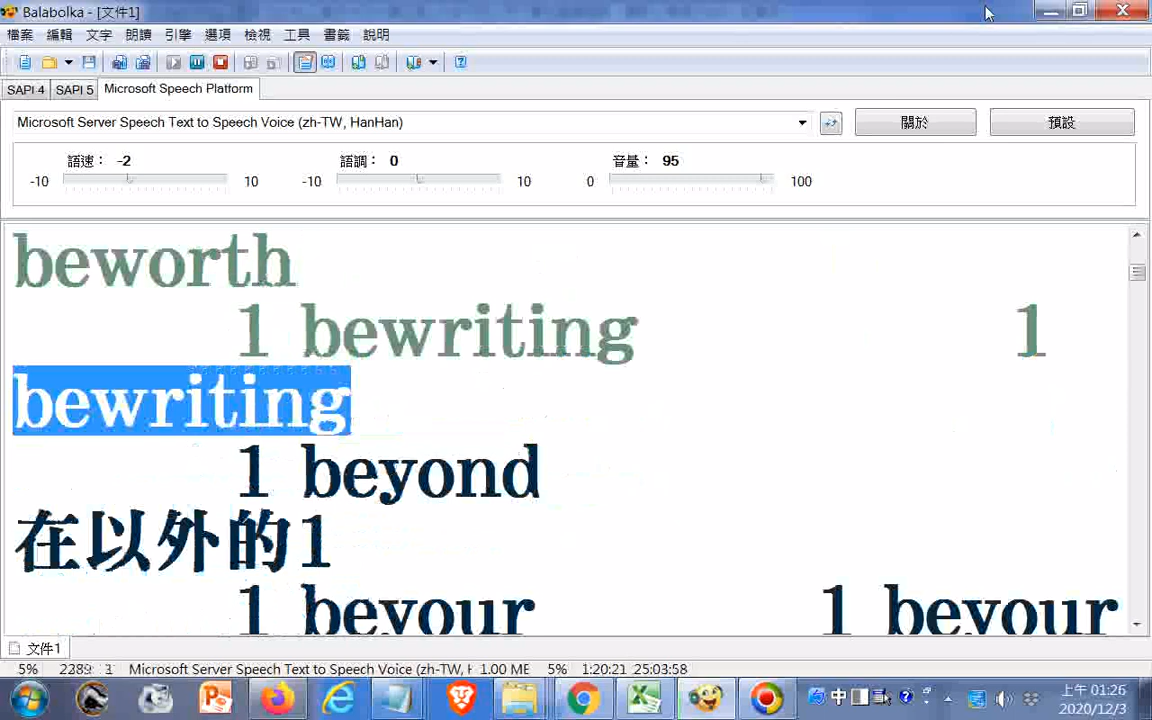 Balabolka - [文件1]
檔案 編輯 文字 朗讀 引擎 選項 檢視 工具 書籤 說明
SAPI 4 SAPI 5 Microsoft Speech Platform
Microsoft Server Speech Text to Speech Voice (zh-TW, HanHan) 關於 預設
語速： -2 語調： 0 音量： 95
-10 10 -10 10 0 100
beworth
1 bewriting 1
bewriting
1 beyond
在以外的1
1 beyour 1 beyour
文件1
5% Microsoft Server Speech Text to Speech Voice (zh-TW, 1.00 ME 5% 1:20:21 25:03:58
中 上午 01:26
2020/12/3